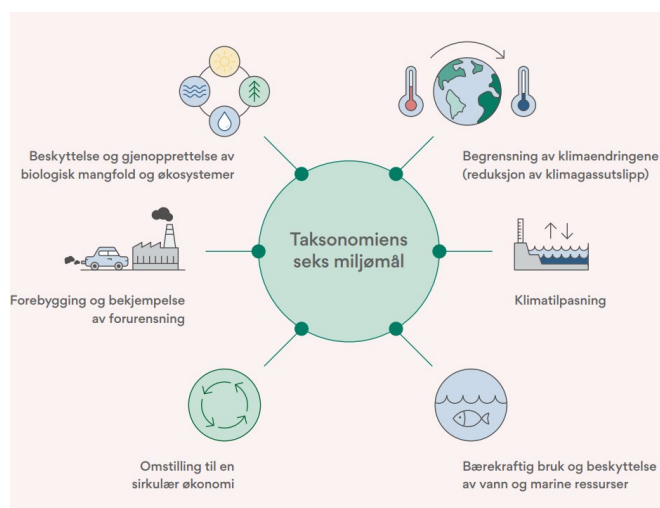 Taksonomiens
seks miljømål
Beskyttelse og gjenopprettelse av
biologisk mangfold og økosystemer
Begrensning av klimaendringene
(reduksjon av klimagassutslipp)
Forebygging og bekjempelse
av forurensning
Klimatilpasning
Omstilling til en
sirkulær økonomi
Bærekraftig bruk og beskyttelse
av vann og marine ressurser